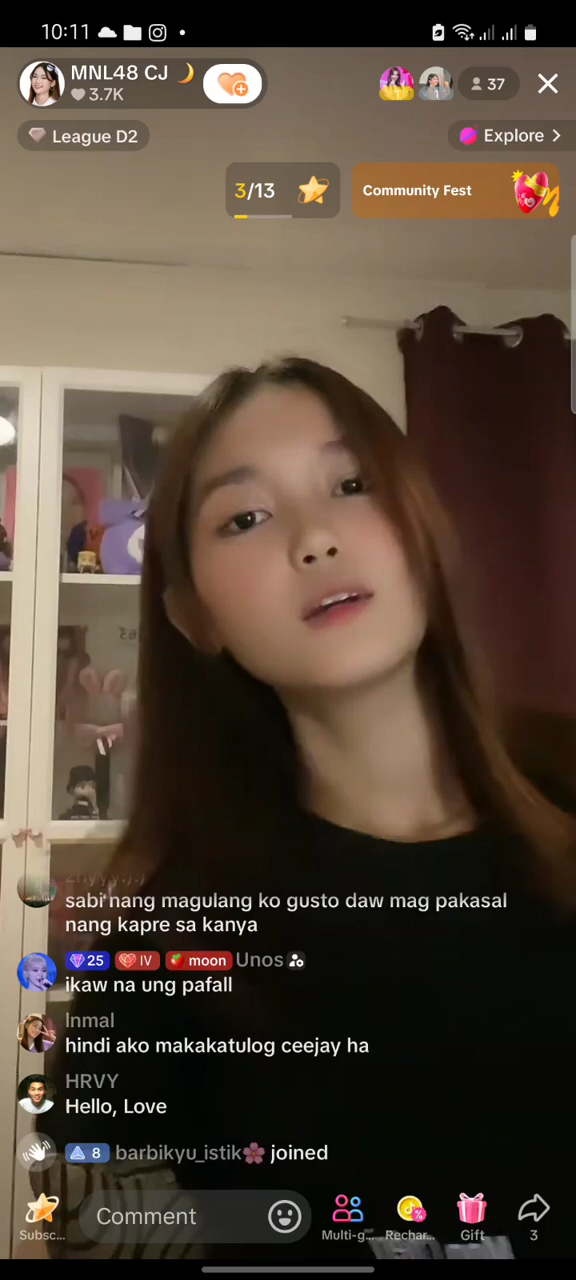 10:11
MNL48 CJ 🌙
3.7K
37
League D2
Explore >
3/13
Community Fest
sabi nang magulang ko gusto daw mag pakasal
nang kapre sa kanya
25 IV moon Unos
ikaw na ung pafall
Inmal
hindi ako makakatulog ceejay ha
HRVY
Hello, Love
8 barbikyu_istik🌸 joined
Comment
Subsc...
Multi-g...
Rechar...
Gift
3